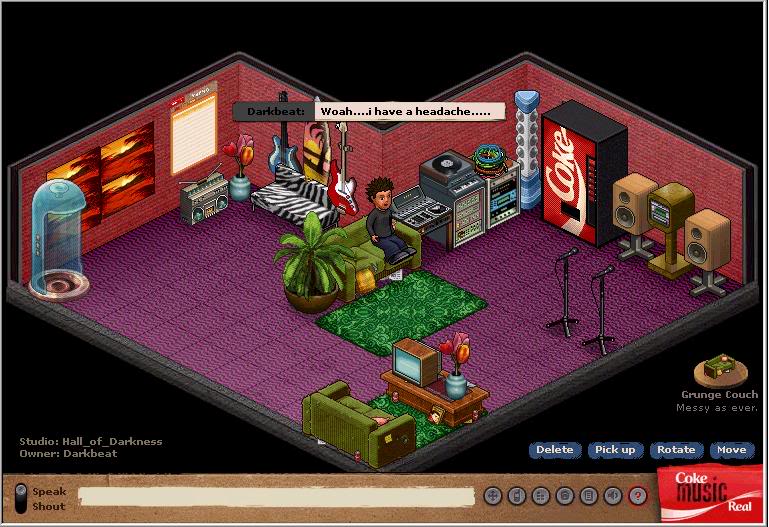 Darkbeat: Woah....i have a headache.....
Coke
Grunge Couch
Messy as ever.
Studio: Hall_of_Darkness
Owner: Darkbeat
Delete Pick up Rotate Move
Speak
Shout
?
Coke
music
Real